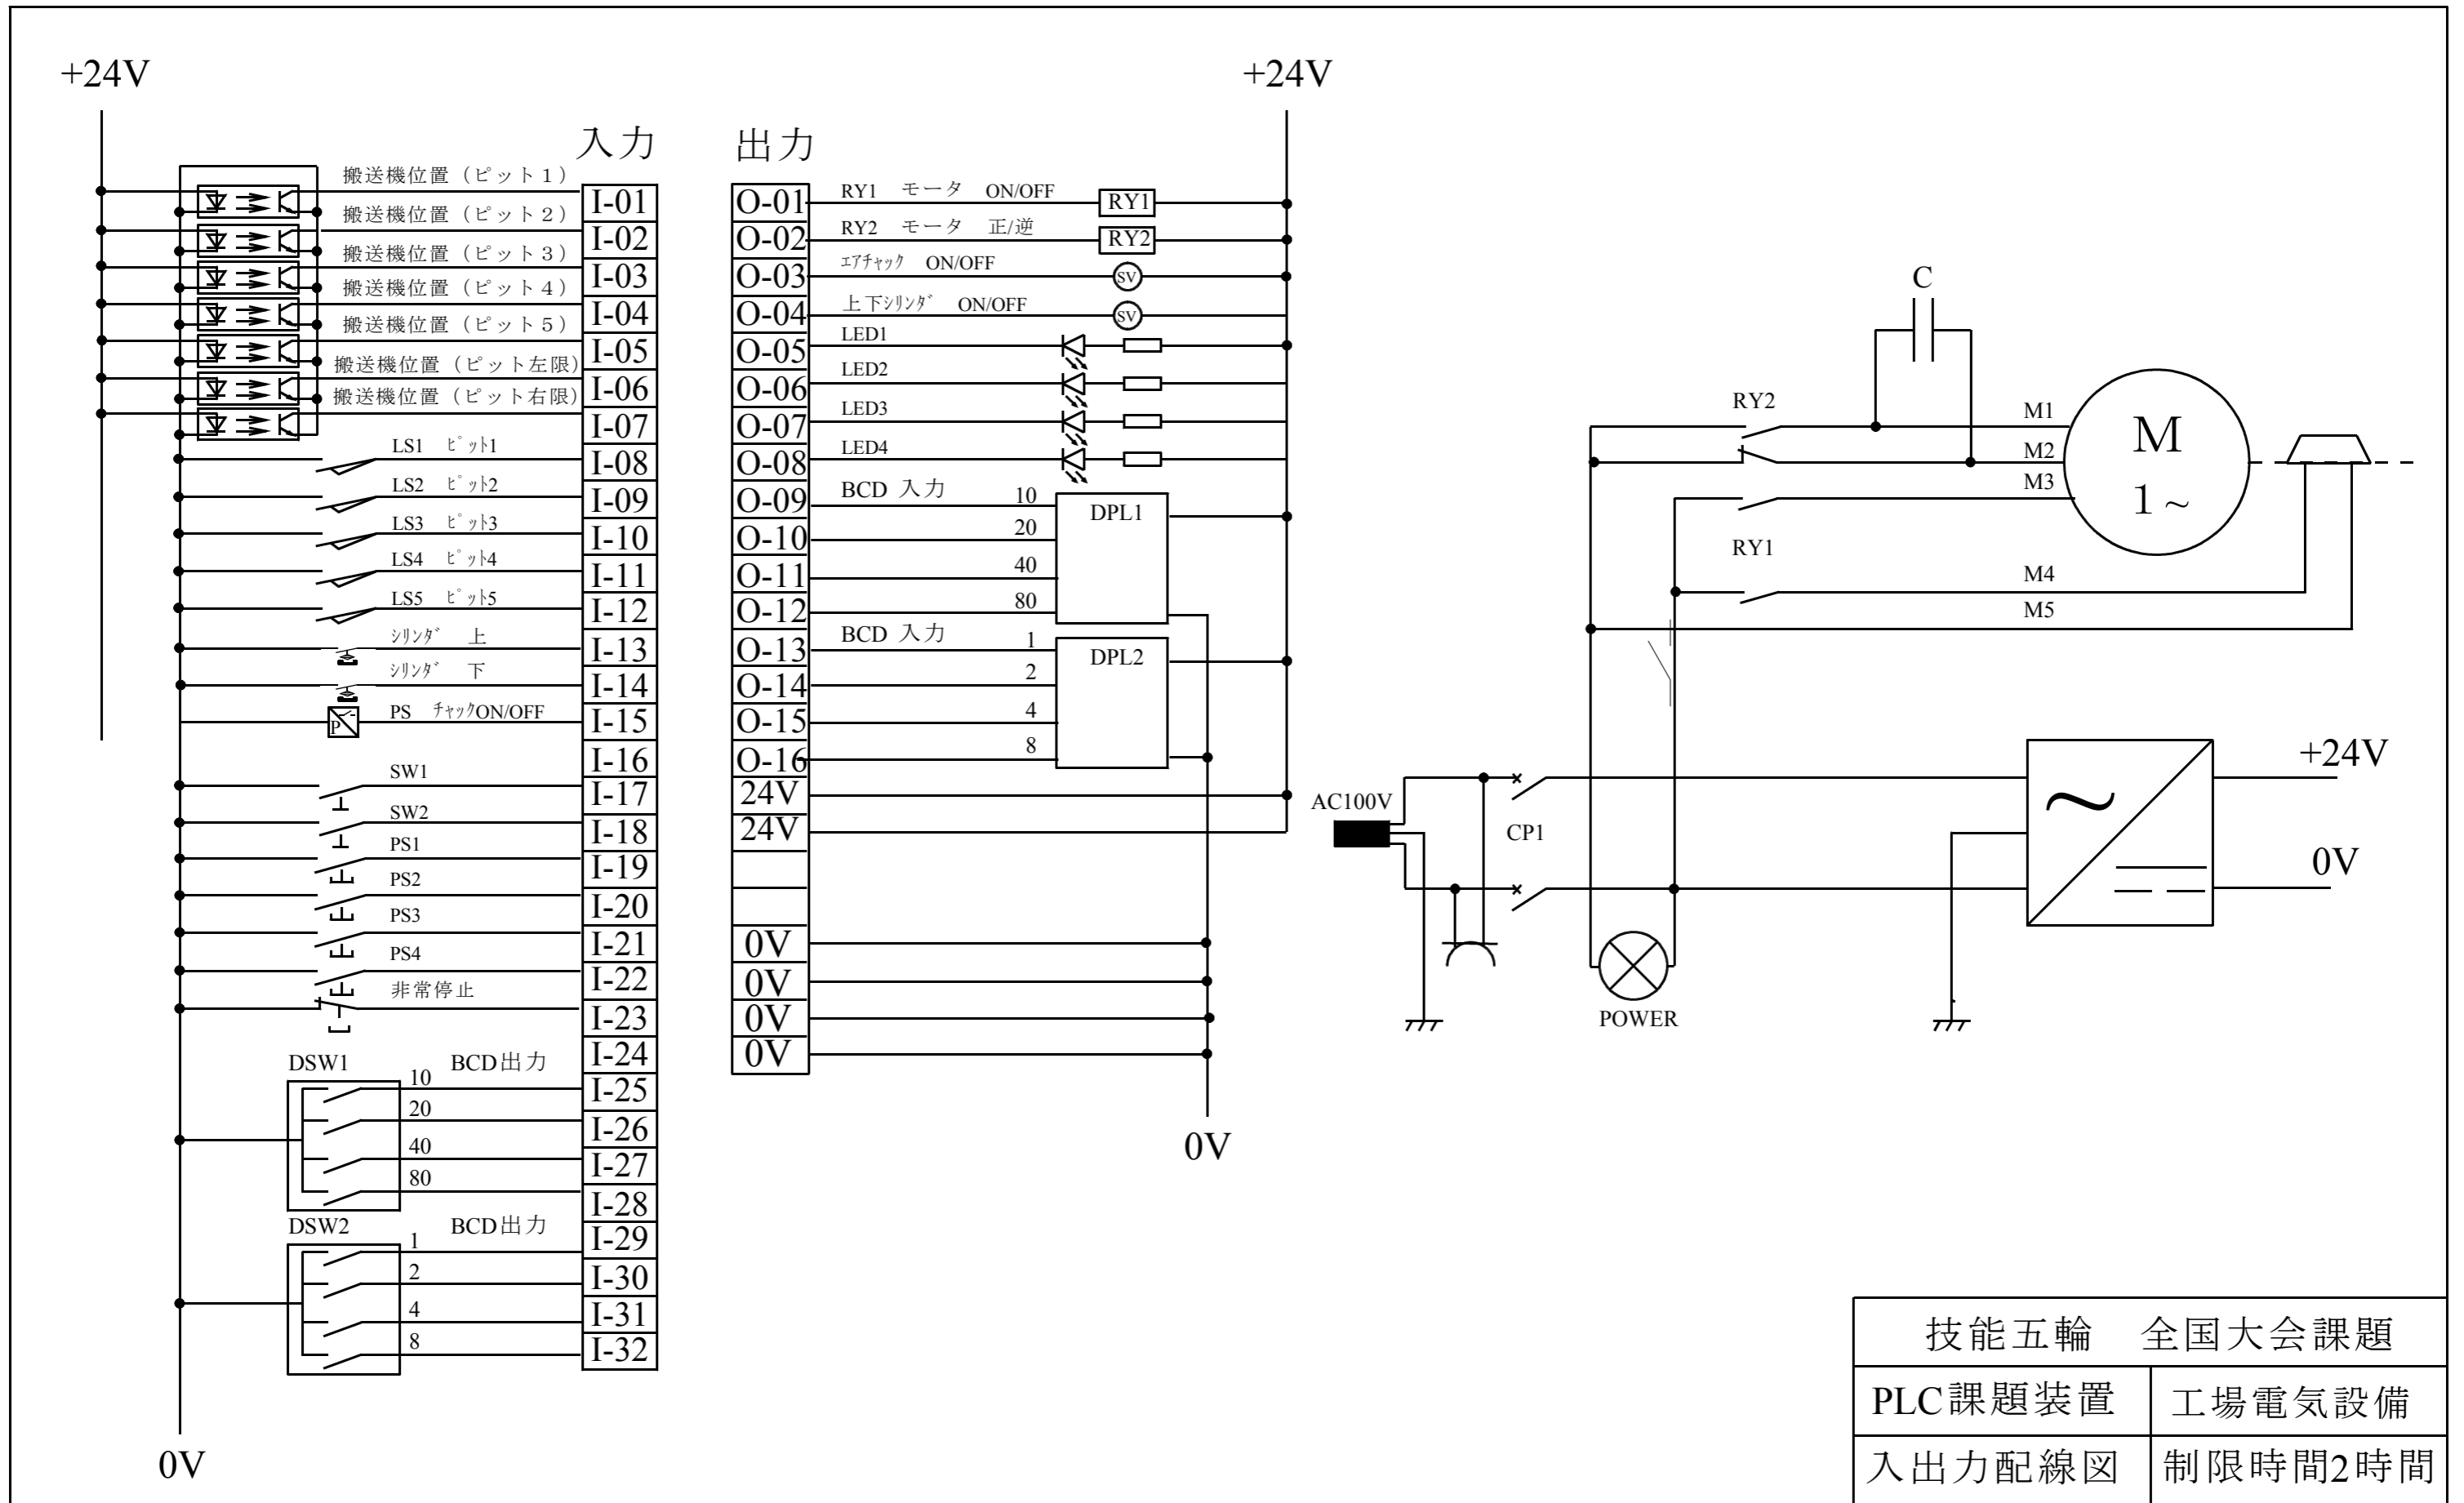 +24V
入力
搬送機位置（ピット１）
I-01
搬送機位置（ピット２）
I-02
搬送機位置（ピット３）
I-03
搬送機位置（ピット４）
I-04
搬送機位置（ピット５）
I-05
搬送機位置（ピット左限）
I-06
搬送機位置（ピット右限）
I-07
LS1 ﾋﾟｯﾄ1
I-08
LS2 ﾋﾟｯﾄ2
I-09
LS3 ﾋﾟｯﾄ3
I-10
LS4 ﾋﾟｯﾄ4
I-11
LS5 ﾋﾟｯﾄ5
I-12
ｼﾘﾝﾀﾞ 上
I-13
ｼﾘﾝﾀﾞ 下
I-14
P
PS ﾁｬｯｸON/OFF
I-15
I-16
SW1
I-17
SW2
I-18
PS1
I-19
PS2
I-20
PS3
I-21
PS4
I-22
非常停止
I-23
I-24
DSW1 BCD出力
10
I-25
20
I-26
40
I-27
80
I-28
DSW2 BCD出力
1
I-29
2
I-30
4
I-31
8
I-32
0V
+24V
出力
O-01
RY1 モータ ON/OFF
RY1
O-02
RY2 モータ 正/逆
RY2
O-03
ｴｱﾁｬｯｸ ON/OFF
SV
O-04
上下ｼﾘﾝﾀﾞ ON/OFF
SV
O-05
LED1
O-06
LED2
O-07
LED3
O-08
LED4
O-09
BCD 入力
10
DPL1
O-10
20
O-11
40
O-12
80
O-13
BCD 入力
1
DPL2
O-14
2
O-15
4
O-16
8
24V
24V
0V
0V
0V
0V
0V
C
RY2
M1
M2
M3
M
1～
RY1
M4
M5
AC100V
CP1
POWER
+24V
0V
技能五輪 全国大会課題
PLC課題装置
工場電気設備
入出力配線図
制限時間2時間